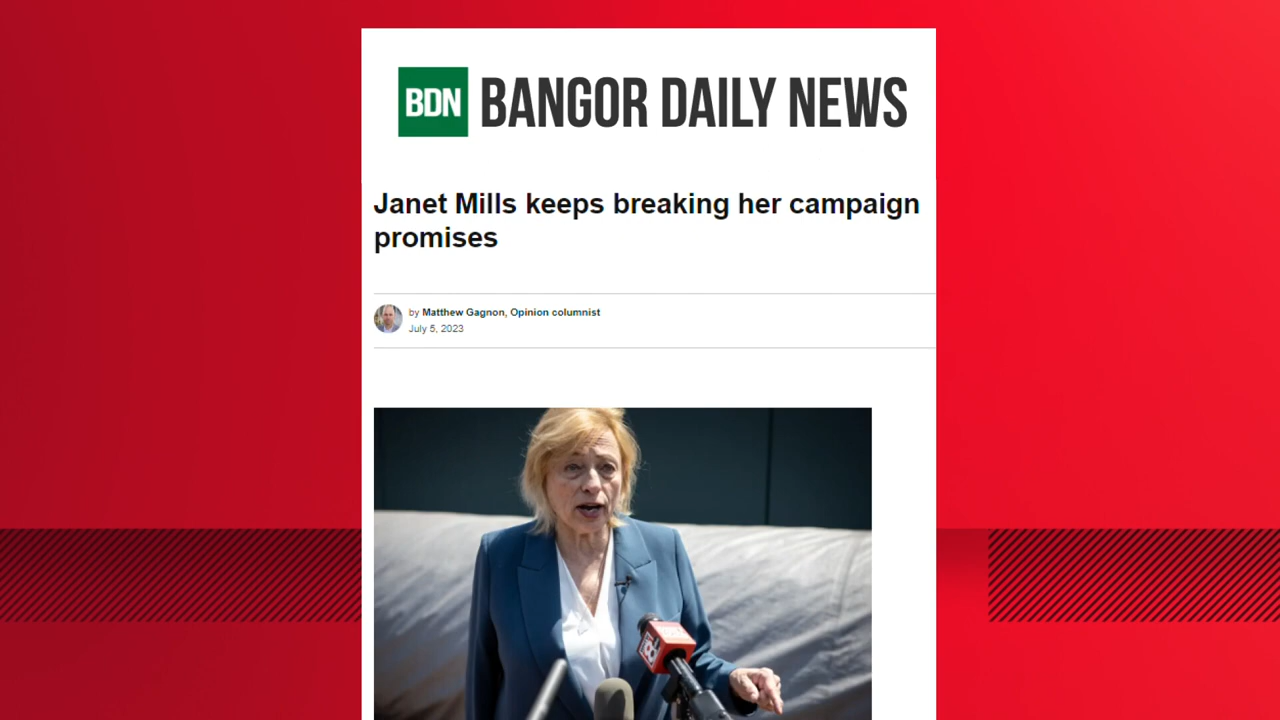 BDN BANGOR DAILY NEWS
Janet Mills keeps breaking her campaign
promises
by Matthew Gagnon, Opinion columnist
July 5, 2023